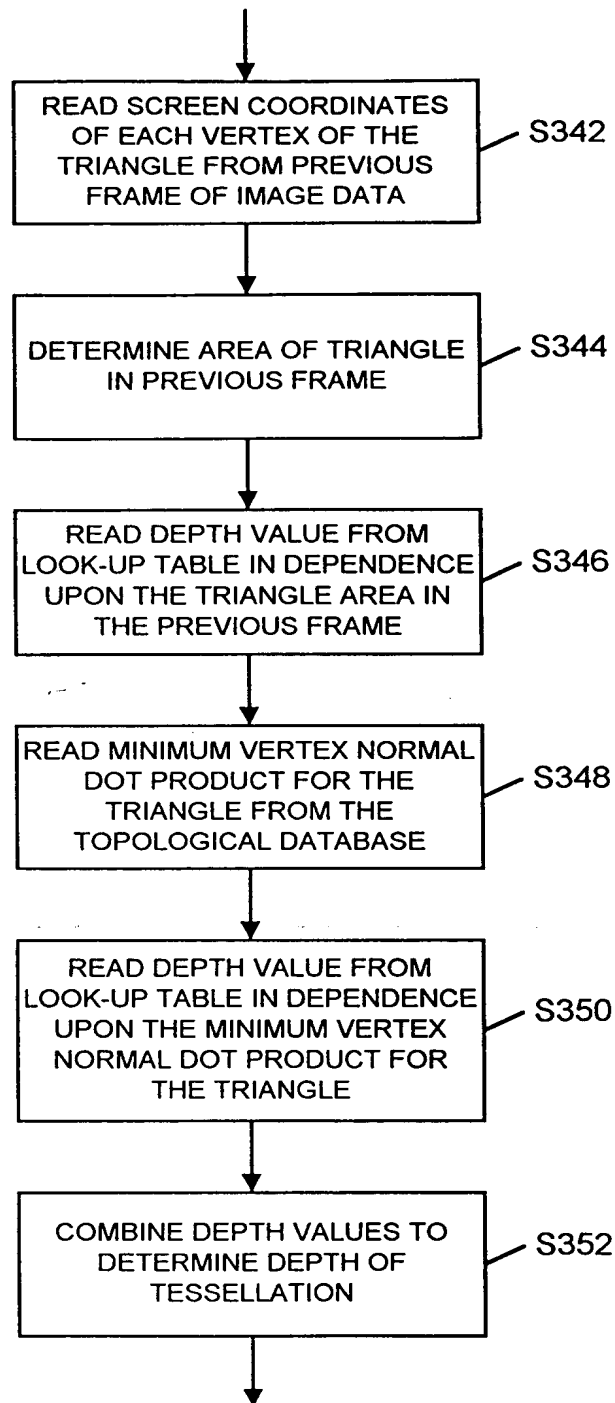 READ SCREEN COORDINATES
OF EACH VERTEX OF THE
TRIANGLE FROM PREVIOUS
FRAME OF IMAGE DATA
S342
DETERMINE AREA OF TRIANGLE
IN PREVIOUS FRAME
S344
READ DEPTH VALUE FROM
LOOK-UP TABLE IN DEPENDENCE
UPON THE TRIANGLE AREA IN
THE PREVIOUS FRAME
S346
READ MINIMUM VERTEX NORMAL
DOT PRODUCT FOR THE
TRIANGLE FROM THE
TOPOLOGICAL DATABASE
S348
READ DEPTH VALUE FROM
LOOK-UP TABLE IN DEPENDENCE
UPON THE MINIMUM VERTEX
NORMAL DOT PRODUCT FOR
THE TRIANGLE
S350
COMBINE DEPTH VALUES TO
DETERMINE DEPTH OF
TESSELLATION
S352